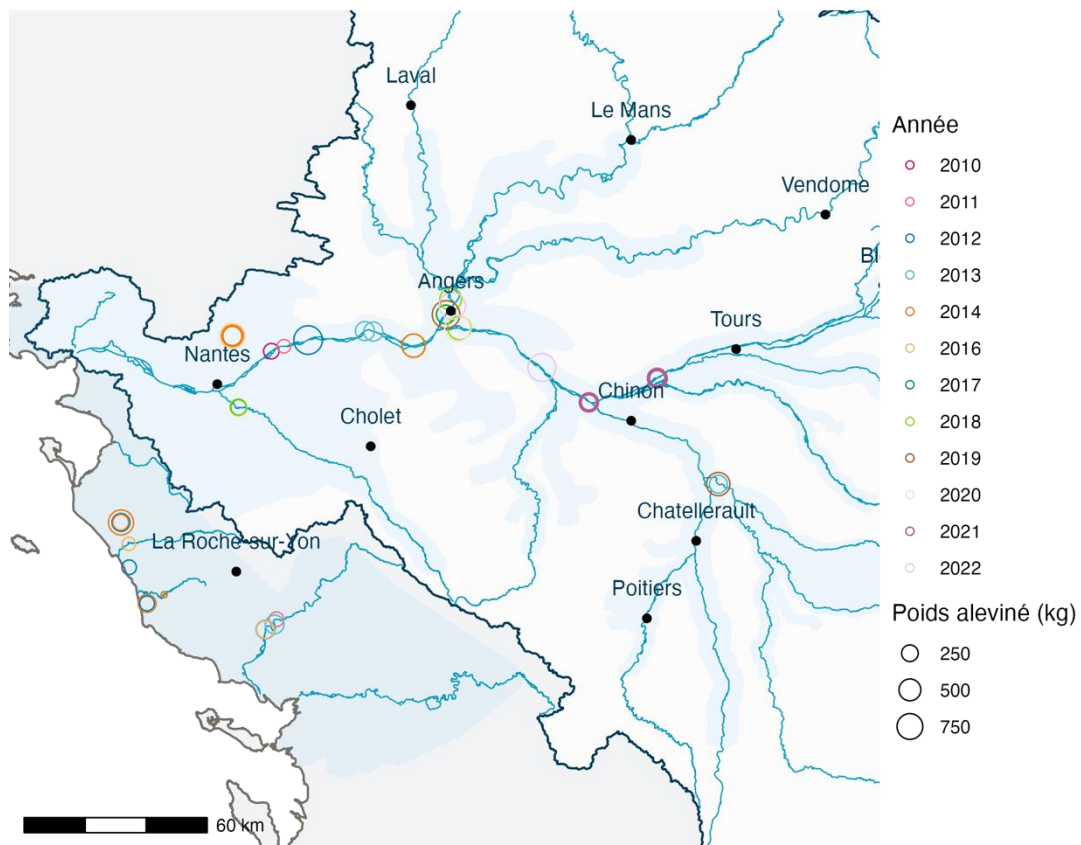 Laval
Le Mans
Vendome
Angers
Bl
Tours
Nantes
Chinon
Cholet
Chatellerault
La Roche-sur-Yon
Poitiers
60 km
Année
2010
2011
2012
2013
2014
2016
2017
2018
2019
2020
2021
2022
Poids aleviné (kg)
250
500
750